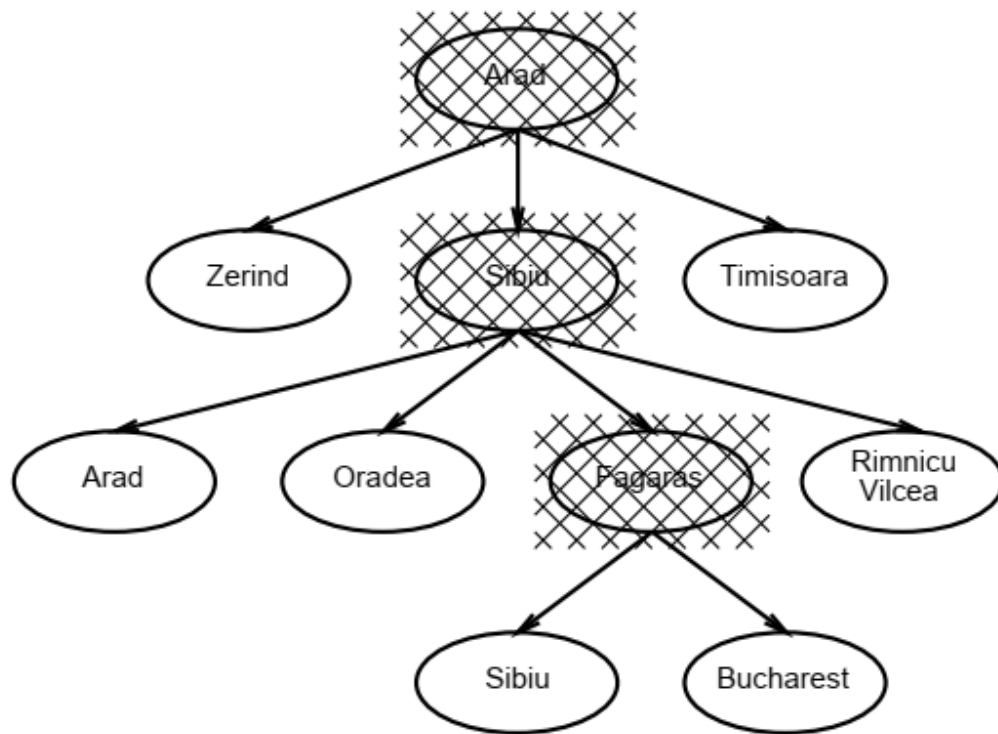 Arad
Zerind
Sibiu
Timisoara
Arad
Oradea
Fagaras
Rimnicu
Vilcea
Sibiu
Bucharest